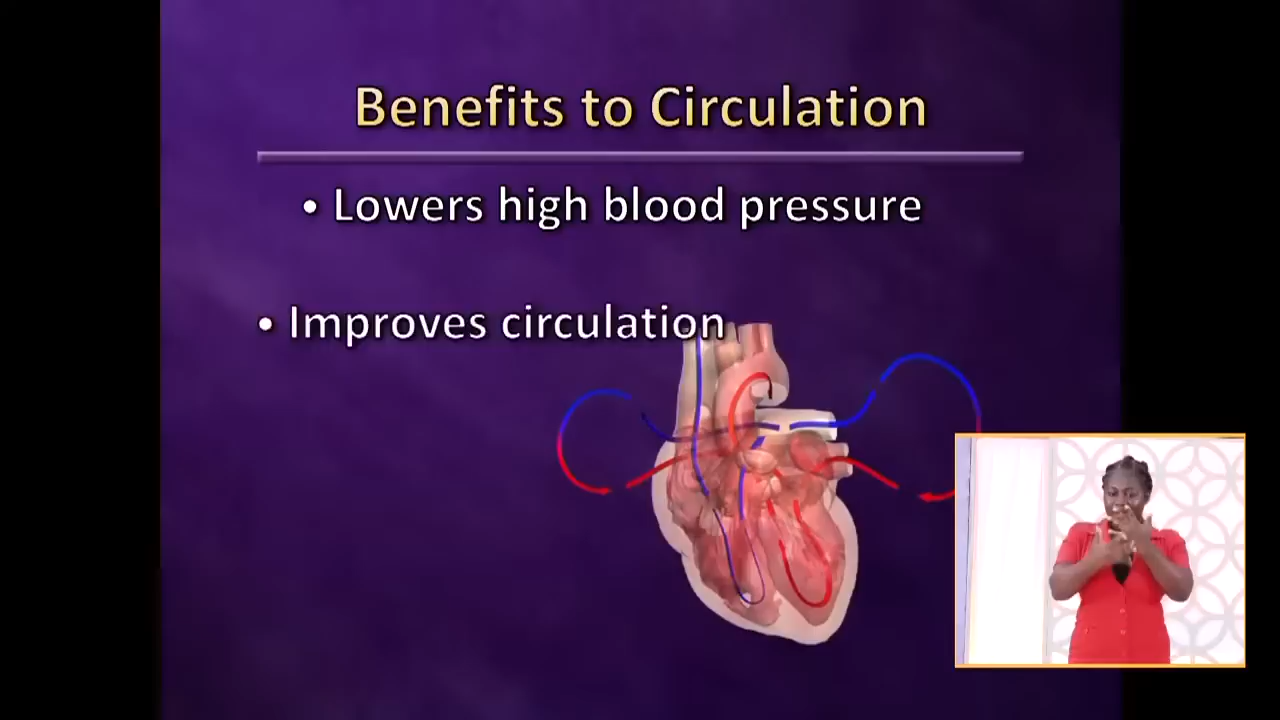 Benefits to Circulation
• Lowers high blood pressure
• Improves circulation